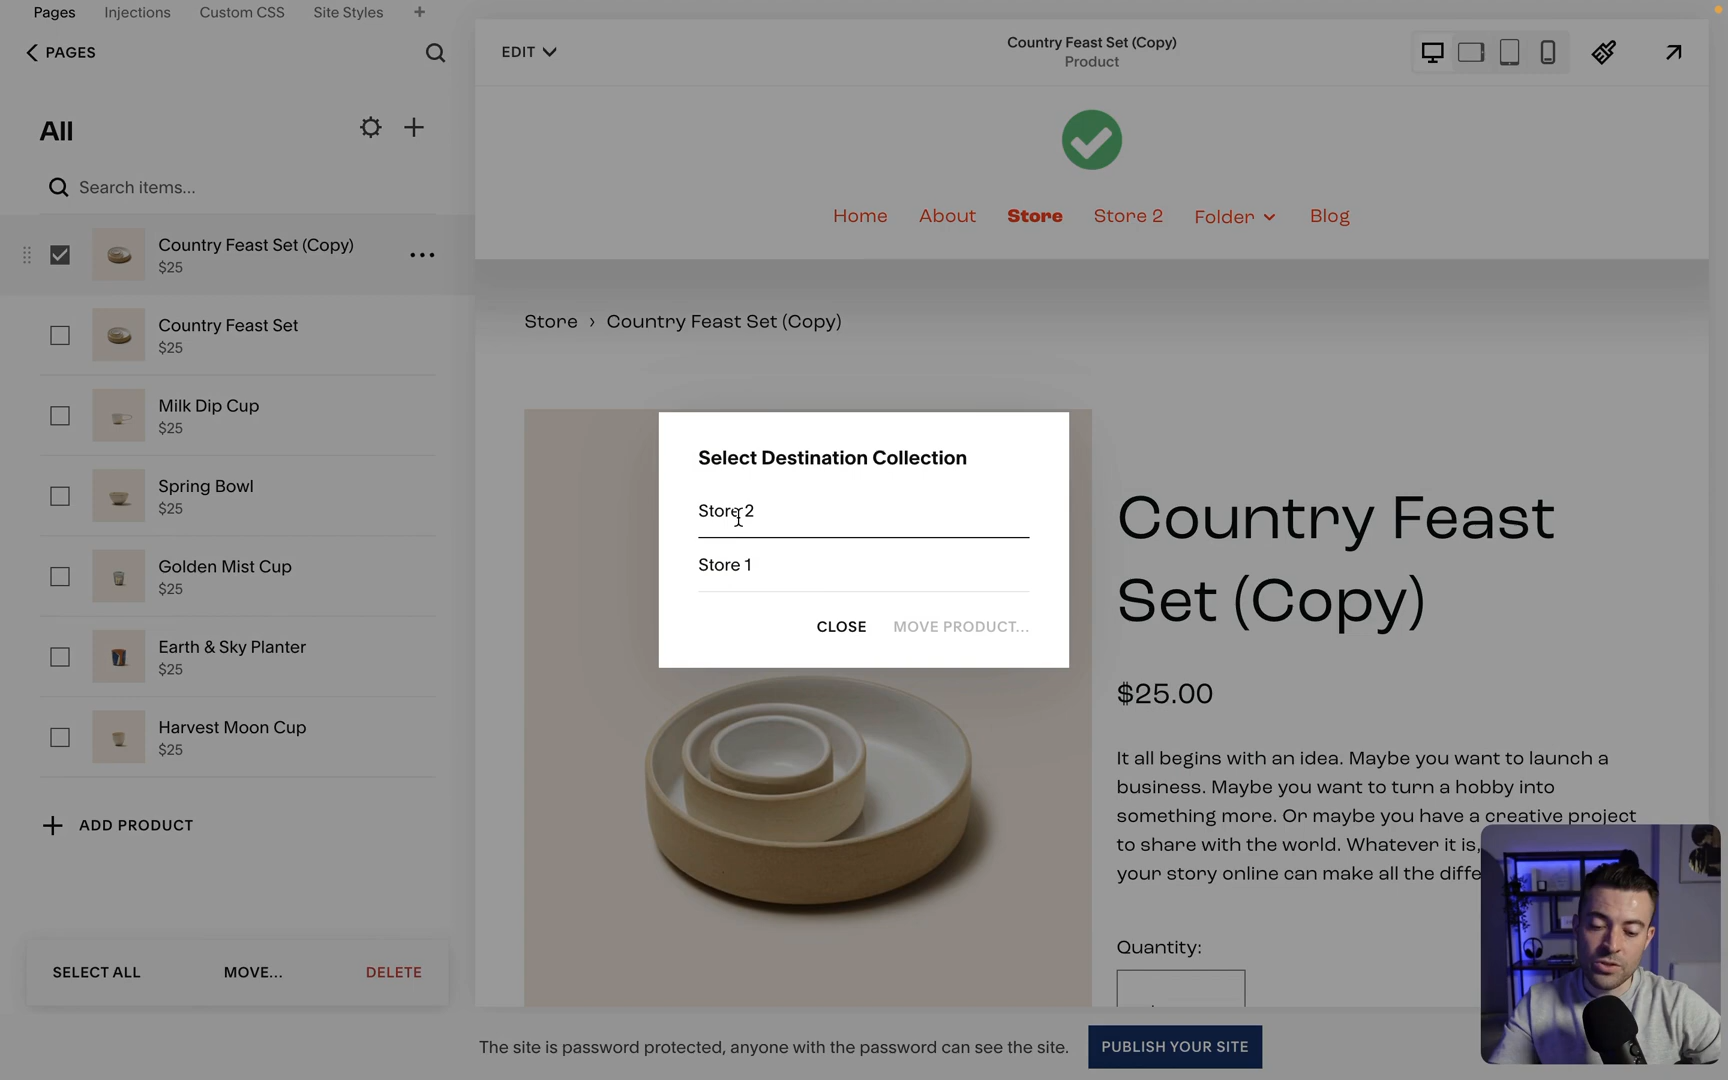 Pages
Injections
Custom CSS
Site Styles
+
PAGES
All
Search items...
Country Feast Set (Copy)
$25
Country Feast Set
$25
Milk Dip Cup
$25
Spring Bowl
$25
Golden Mist Cup
$25
Earth & Sky Planter
$25
Harvest Moon Cup
$25
ADD PRODUCT
SELECT ALL
MOVE...
DELETE
EDIT
Country Feast Set (Copy)
Product
Home
About
Store
Store 2
Folder
Blog
Store › Country Feast Set (Copy)
Select Destination Collection
Store 2
Store 1
CLOSE
MOVE PRODUCT...
Country Feast
Set (Copy)
$25.00
It all begins with an idea. Maybe you want to launch a
business. Maybe you want to turn a hobby into
something more. Or maybe you have a creative project
to share with the world. Whatever it is,
your story online can make all the diffe
Quantity:
The site is password protected, anyone with the password can see the site.
PUBLISH YOUR SITE